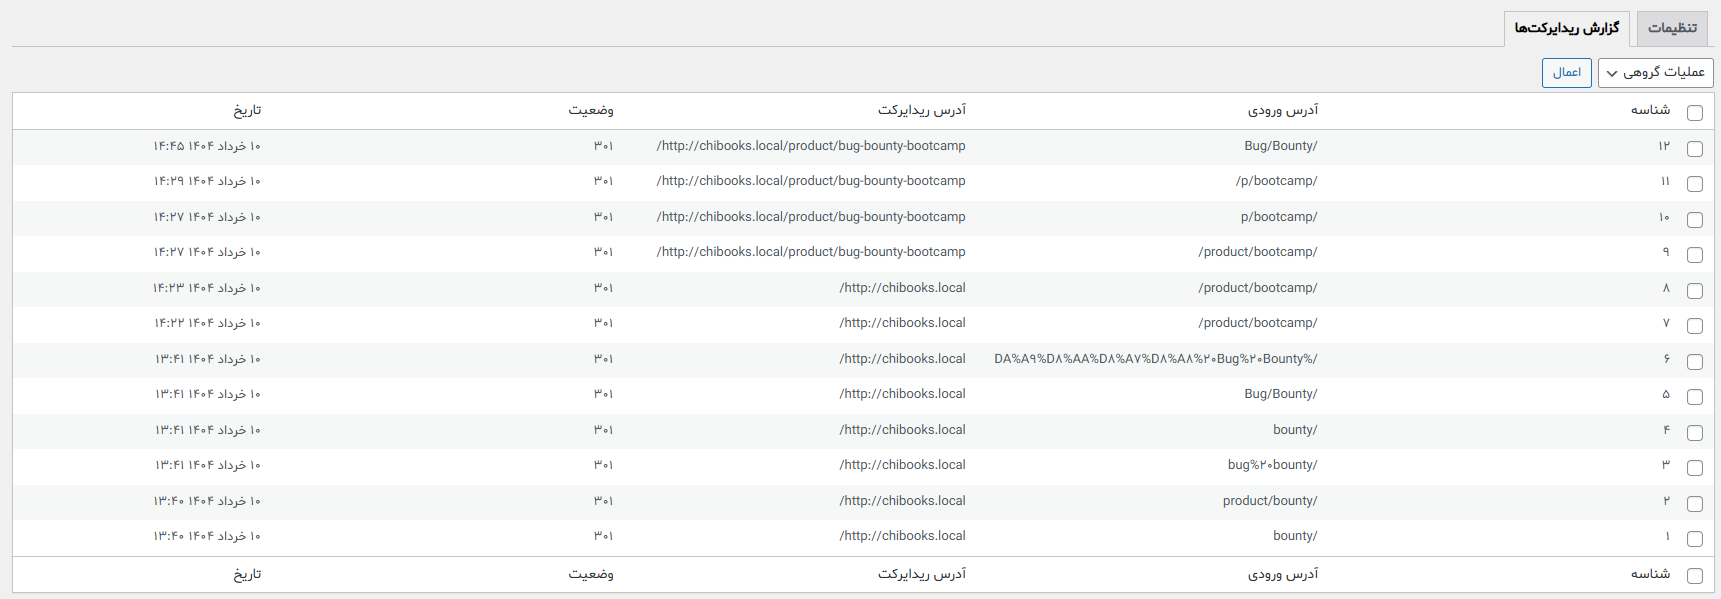 تنظیمات گزارش ریدایرکت‌ها
عملیات گروهی اعمال
شناسه آدرس ورودی آدرس ریدایرکت وضعیت تاریخ
۱۲ /Bug/Bounty http://chibooks.local/product/bug-bounty-bootcamp/ ۳۰۱ ۱۰ خرداد ۱۴۰۴ ۱۴:۴۵
۱۱ /p/bootcamp/ http://chibooks.local/product/bug-bounty-bootcamp/ ۳۰۱ ۱۰ خرداد ۱۴۰۴ ۱۴:۲۹
۱۰ /p/bootcamp http://chibooks.local/product/bug-bounty-bootcamp/ ۳۰۱ ۱۰ خرداد ۱۴۰۴ ۱۴:۲۷
۹ /product/bootcamp/ http://chibooks.local/product/bug-bounty-bootcamp/ ۳۰۱ ۱۰ خرداد ۱۴۰۴ ۱۴:۲۷
۸ /product/bootcamp/ http://chibooks.local/ ۳۰۱ ۱۰ خرداد ۱۴۰۴ ۱۴:۲۳
۷ /product/bootcamp/ http://chibooks.local/ ۳۰۱ ۱۰ خرداد ۱۴۰۴ ۱۴:۲۲
۶ /%DA%A۹%D۸%AA%D۸%A۷%D۸%A۸%۲۰Bug%۲۰Bounty http://chibooks.local/ ۳۰۱ ۱۰ خرداد ۱۴۰۴ ۱۳:۴۱
۵ /Bug/Bounty http://chibooks.local/ ۳۰۱ ۱۰ خرداد ۱۴۰۴ ۱۳:۴۱
۴ /bounty http://chibooks.local/ ۳۰۱ ۱۰ خرداد ۱۴۰۴ ۱۳:۴۱
۳ /bug%۲۰bounty http://chibooks.local/ ۳۰۱ ۱۰ خرداد ۱۴۰۴ ۱۳:۴۱
۲ /product/bounty http://chibooks.local/ ۳۰۱ ۱۰ خرداد ۱۴۰۴ ۱۳:۴۰
۱ /bounty http://chibooks.local/ ۳۰۱ ۱۰ خرداد ۱۴۰۴ ۱۳:۴۰
شناسه آدرس ورودی آدرس ریدایرکت وضعیت تاریخ